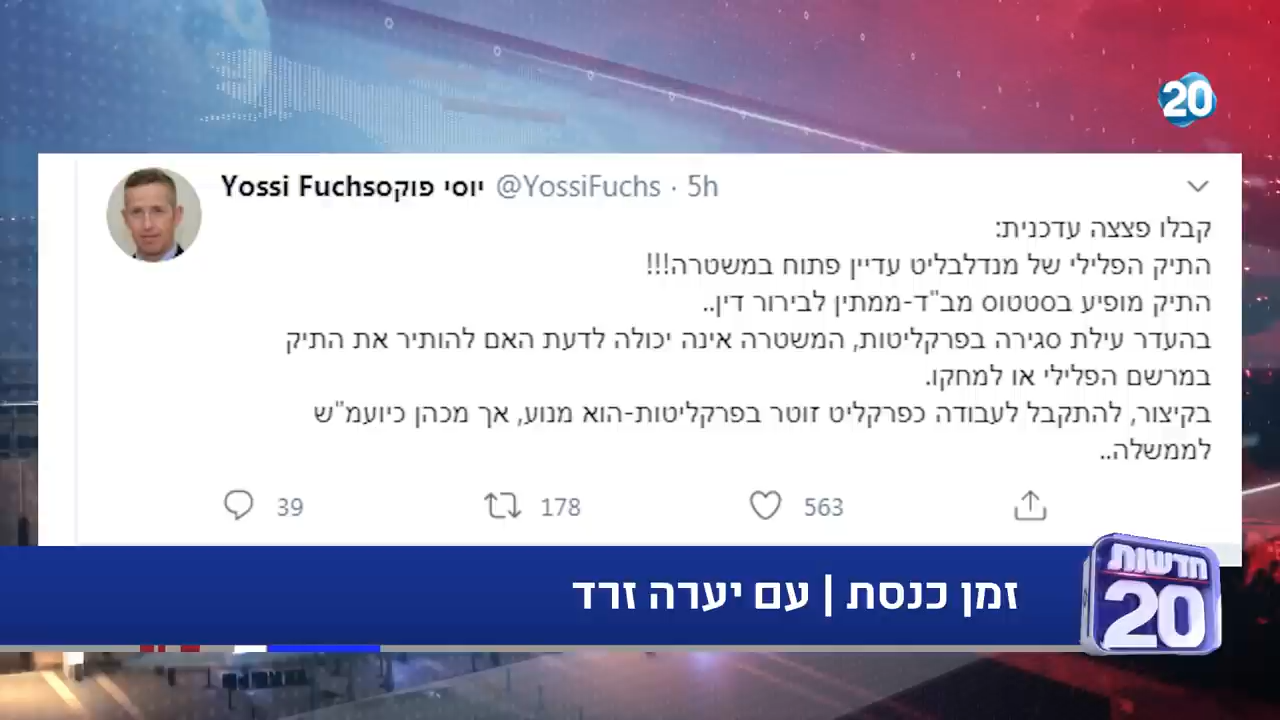 20
Yossi Fuchsיוסי פוקס @YossiFuchs · 5h
קבלו פצצה עדכנית:
התיק הפלילי של מנדלבליט עדיין פתוח במשטרה!!!
התיק מופיע בסטטוס מב"ד-ממתין לבירור דין..
בהעדר עילת סגירה בפרקליטות, המשטרה אינה יכולה לדעת האם להותיר את התיק
במרשם הפלילי או למחקו.
בקיצור, להתקבל לעבודה כפרקליט זוטר בפרקליטות-הוא מנוע, אך מכהן כיועמ"ש
לממשלה..
39 178 563
זמן כנסת | עם יערה זרד
חדשות
20